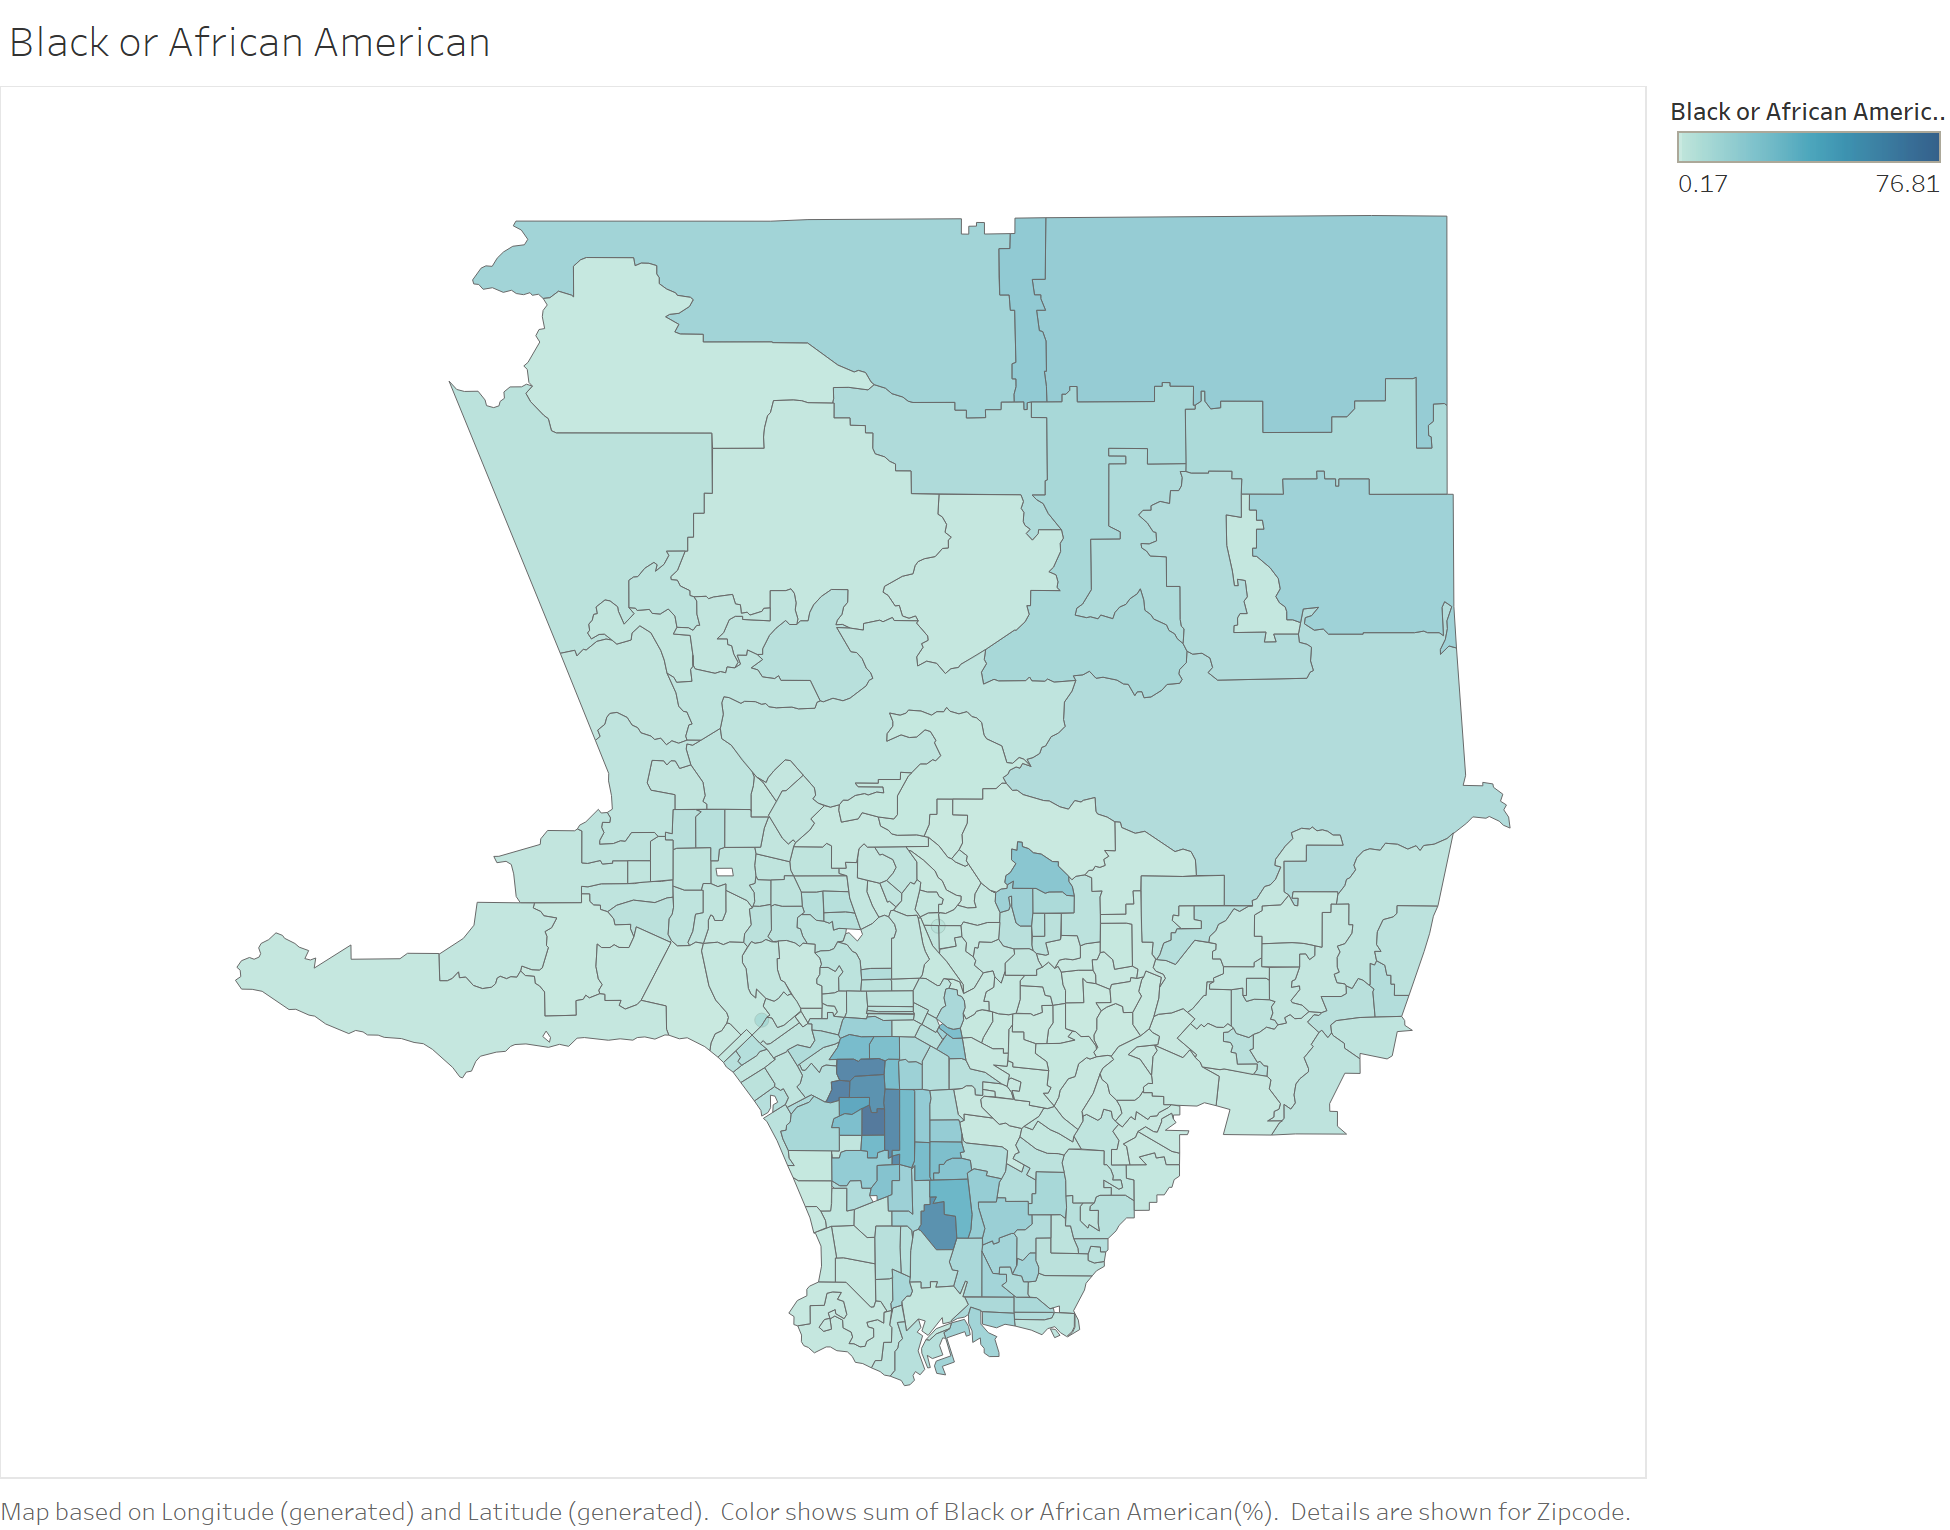 Black or African American
Black or African Americ..
0.17 76.81
Map based on Longitude (generated) and Latitude (generated). Color shows sum of Black or African American(%). Details are shown for Zipcode.